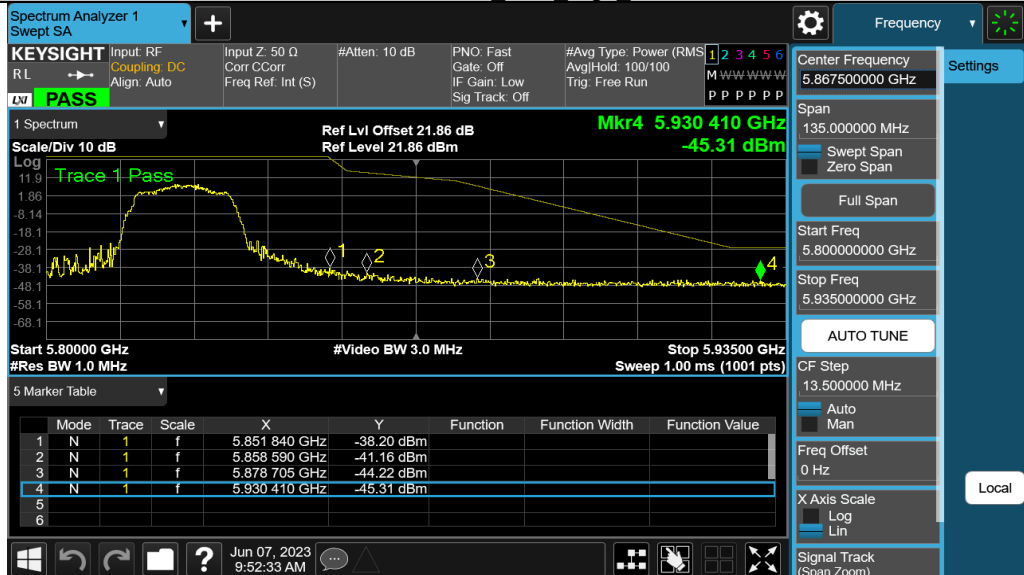 Spectrum Analyzer 1
Swept SA
+
Frequency
KEYSIGHT
R L
LXI
PASS
Input: RF
Coupling: DC
Align: Auto
Input Z: 50 Ω
Corr CCorr
Freq Ref: Int (S)
#Atten: 10 dB
PNO: Fast
Gate: Off
IF Gain: Low
Sig Track: Off
#Avg Type: Power (RMS
Avg|Hold: 100/100
Trig: Free Run
1 2 3 4 5 6
M W W W W W
P P P P P P
1 Spectrum
Scale/Div 10 dB
Ref Lvl Offset 21.86 dB
Ref Level 21.86 dBm
Mkr4 5.930 410 GHz
-45.31 dBm
Log
Trace 1 Pass
11.9
1.86
-8.14
-18.1
-28.1
-38.1
-48.1
-58.1
-68.1
1
2
3
4
Start 5.80000 GHz
#Video BW 3.0 MHz
Stop 5.93500 GHz
#Res BW 1.0 MHz
Sweep 1.00 ms (1001 pts)
5 Marker Table
Mode Trace Scale X Y Function Function Width Function Value
1 N 1 f 5.851 840 GHz -38.20 dBm
2 N 1 f 5.858 590 GHz -41.16 dBm
3 N 1 f 5.878 705 GHz -44.22 dBm
4 N 1 f 5.930 410 GHz -45.31 dBm
5
6
?
Jun 07, 2023
9:52:33 AM
Center Frequency
5.867500000 GHz
Span
135.000000 MHz
Swept Span
Zero Span
Full Span
Start Freq
5.800000000 GHz
Stop Freq
5.935000000 GHz
AUTO TUNE
CF Step
13.500000 MHz
Auto
Man
Freq Offset
0 Hz
X Axis Scale
Log
Lin
Signal Track
(Span Zoom)
Settings
Local